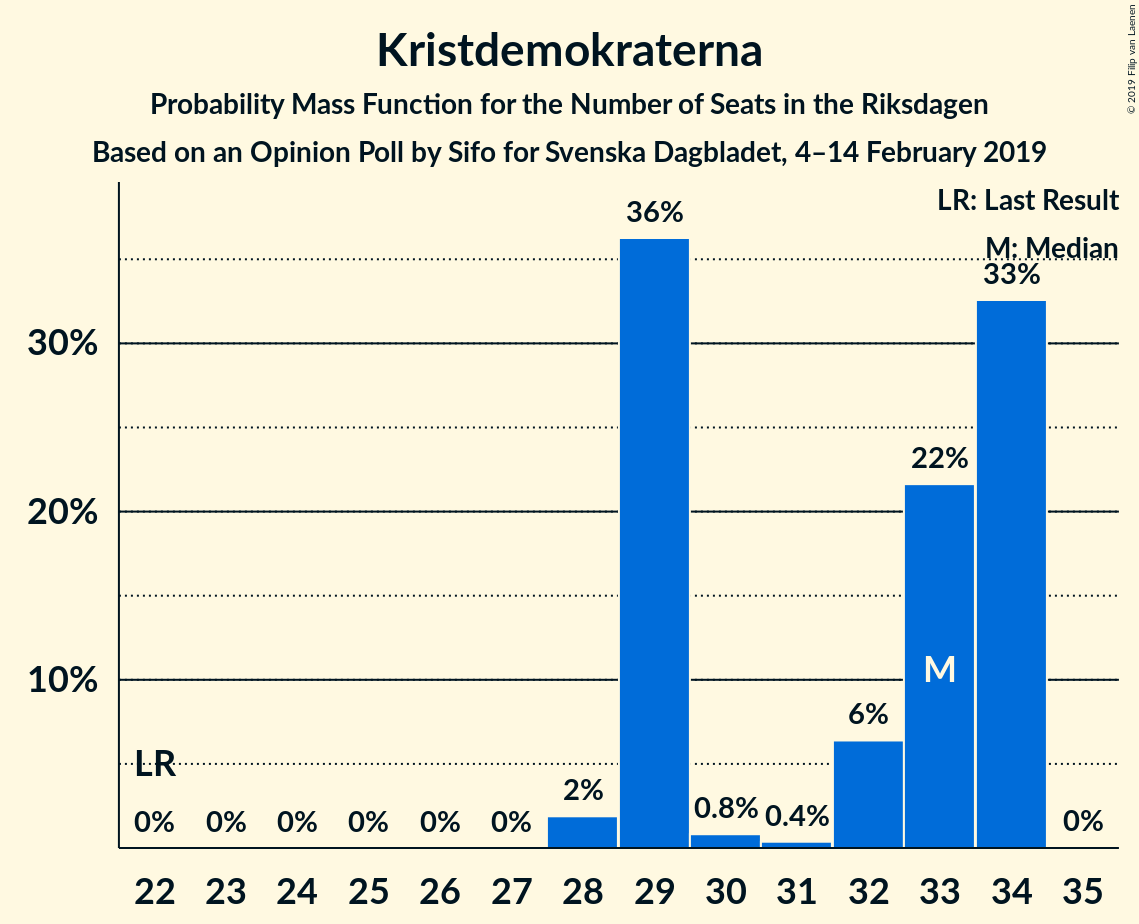 Kristdemokraterna
Probability Mass Function for the Number of Seats in the Riksdagen
Based on an Opinion Poll by Sifo for Svenska Dagbladet, 4–14 February 2019
© 2019 Filip van Laenen
LR: Last Result
M: Median
36%
33%
30%
22%
20%
M
10%
6%
LR
2%
0.8%
0.4%
0% 0% 0% 0% 0% 0% 0%
22 23 24 25 26 27 28 29 30 31 32 33 34 35